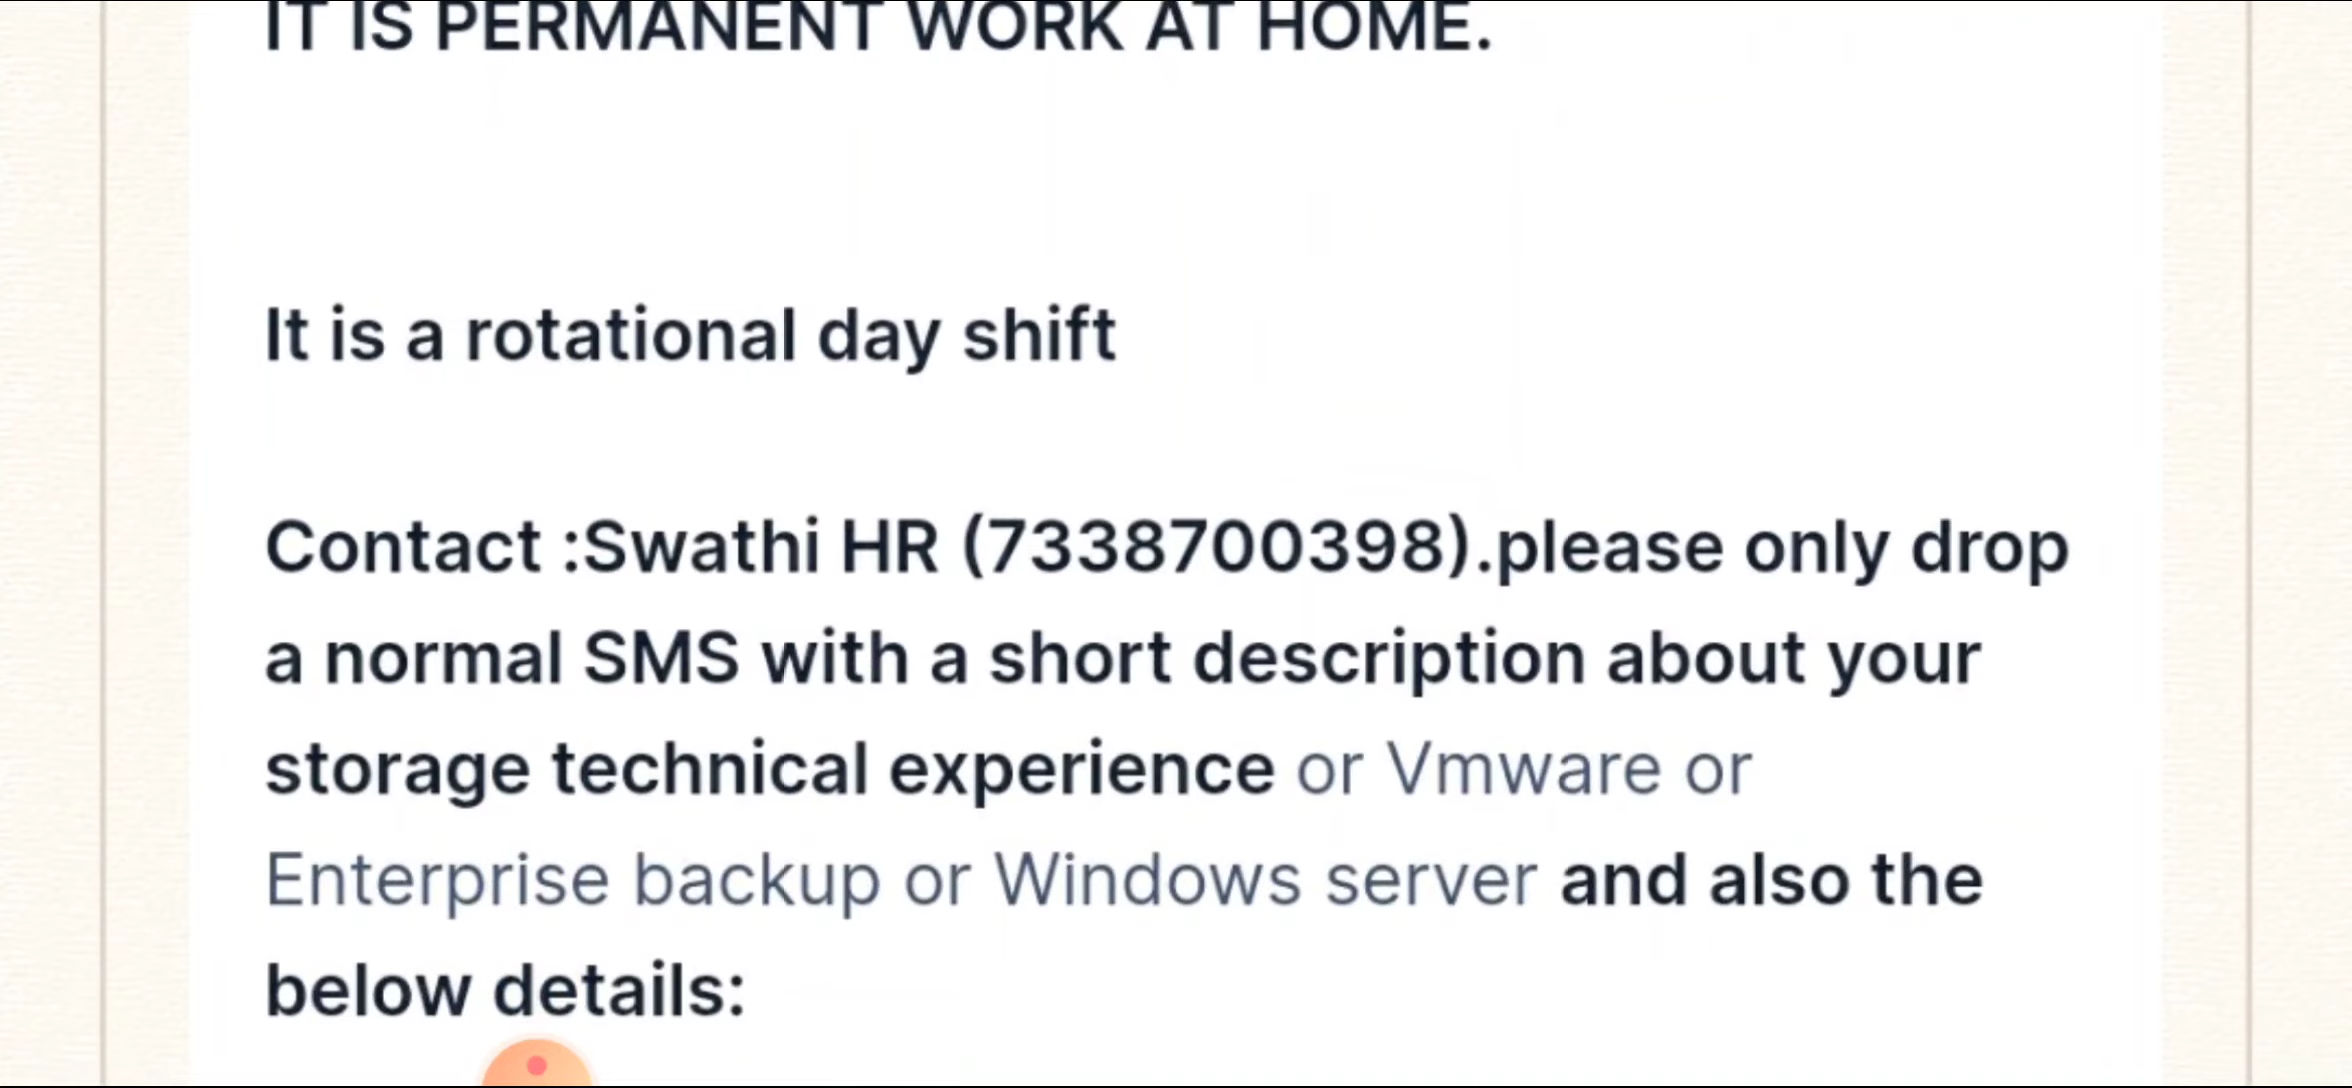 IT IS PERMANENT WORK AT HOME.
It is a rotational day shift
Contact :Swathi HR (7338700398).please only drop
a normal SMS with a short description about your
storage technical experience or Vmware or
Enterprise backup or Windows server and also the
below details: